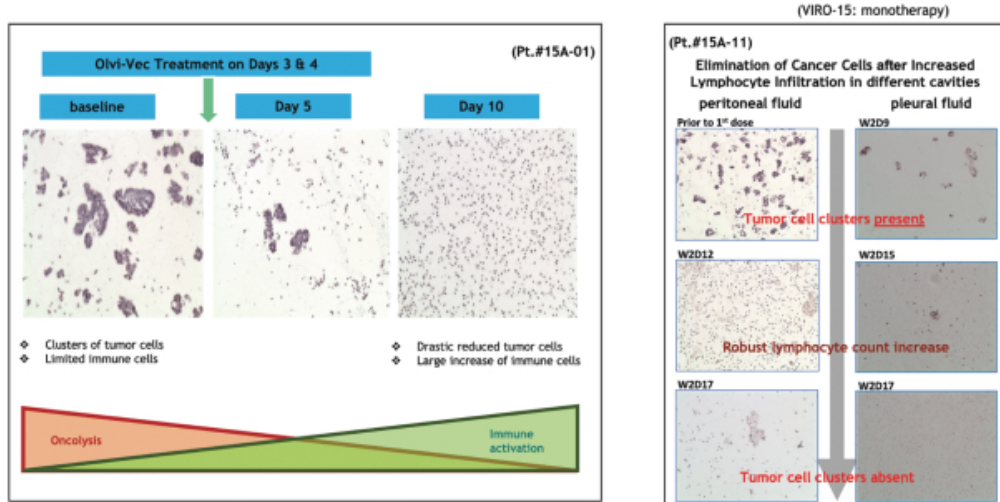 (VIRO-15: monotherapy)
(Pt.#15A-01)
Olvi-Vec Treatment on Days 3 & 4
baseline
Day 5
Day 10
❖ Clusters of tumor cells
❖ Limited immune cells
❖ Drastic reduced tumor cells
❖ Large increase of immune cells
Oncolysis
Immune
activation
(Pt.#15A-11)
Elimination of Cancer Cells after Increased
Lymphocyte Infiltration in different cavities
peritoneal fluid
pleural fluid
Prior to 1st dose
W2D9
Tumor cell clusters present
W2D12
W2D15
Robust lymphocyte count increase
W2D17
W2D17
Tumor cell clusters absent